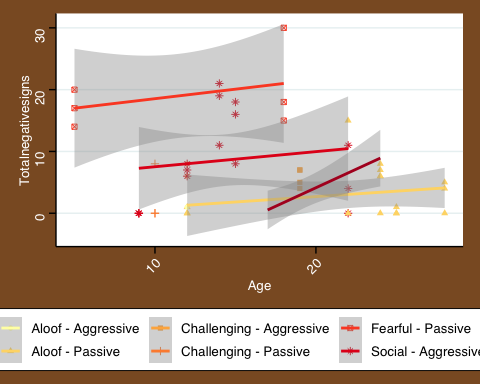 30
20
10
0
Totalnegativesigns
10
20
Age
Aloof - Aggressive
Challenging - Aggressive
Fearful - Passive
Aloof - Passive
Challenging - Passive
Social - Aggressive